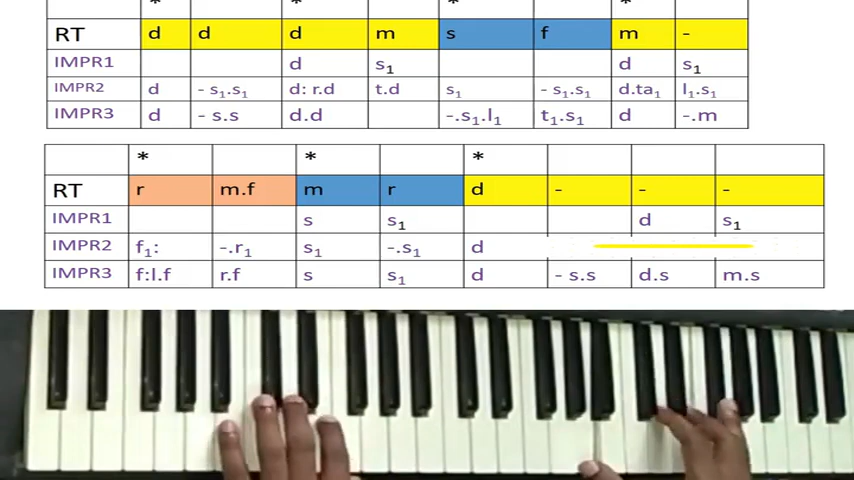 * * * *
RT d d d m s f m -
IMPR1 d s₁ d s₁
IMPR2 d - s₁.s₁ d: r.d t.d s₁ - s₁.s₁ d.ta₁ l₁.s₁
IMPR3 d - s.s d.d -.s₁.l₁ t₁.s₁ d -.m
* * *
RT r m.f m r d - - -
IMPR1 s s₁ d s₁
IMPR2 f₁: -.r₁ s₁ -.s₁ d
IMPR3 f:l.f r.f s s₁ d - s.s d.s m.s